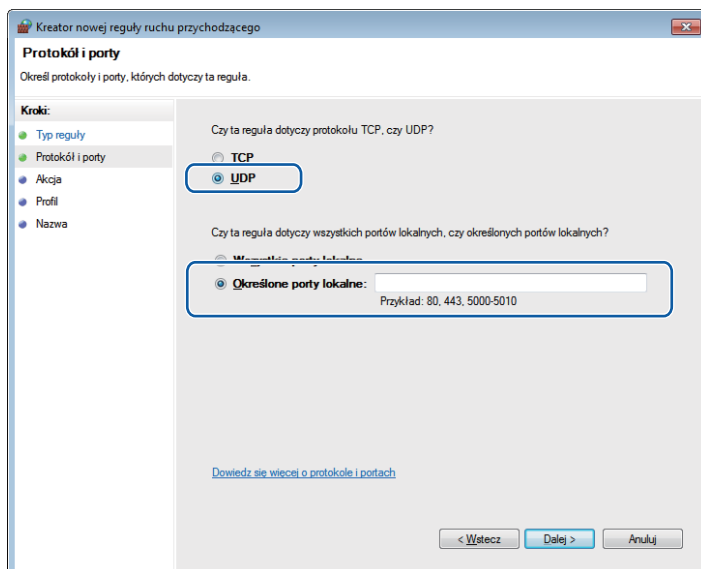 Kreator nowej reguły ruchu przychodzącego
Protokół i porty
Określ protokoły i porty, których dotyczy ta reguła.
Kroki:
Typ reguły
Protokół i porty
Akcja
Profil
Nazwa
Czy ta reguła dotyczy protokołu TCP, czy UDP?
TCP
UDP
Czy ta reguła dotyczy wszystkich portów lokalnych, czy określonych portów lokalnych?
Wszystkie porty lokalne
Określone porty lokalne:
Przykład: 80, 443, 5000-5010
Dowiedz się więcej o protokole i portach
< Wstecz
Dalej >
Anuluj